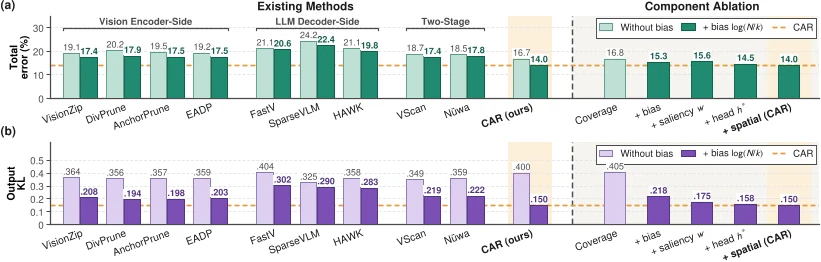 (a)
Existing Methods
Component Ablation
Vision Encoder-Side
LLM Decoder-Side
Two-Stage
Without bias
+ bias log(N/k)
CAR
Total
error (%)
30
20
10
0
19.1 17.4
20.2 17.9
19.5 17.5
19.2 17.5
21.1 20.6
24.2 22.4
21.1 19.8
18.7 17.4
18.5 17.8
16.7 14.0
16.8
15.3
15.6
14.5
14.0
VisionZip
DivPrune
AnchorPrune
EADP
FastV
SparseVLM
HAWK
VScan
Nüwa
CAR (ours)
Coverage
+ bias
+ saliency w
+ head h*
+ spatial (CAR)
(b)
Without bias
+ bias log(N/k)
CAR
Output
KL
0.5
0.4
0.3
0.2
0.1
0
.364 .208
.356 .194
.357 .198
.359 .203
.404 .302
.325 .290
.358 .283
.349 .219
.359 .222
.400 .150
.405
.218
.175
.158
.150
VisionZip
DivPrune
AnchorPrune
EADP
FastV
SparseVLM
HAWK
VScan
Nüwa
CAR (ours)
Coverage
+ bias
+ saliency w
+ head h*
+ spatial (CAR)